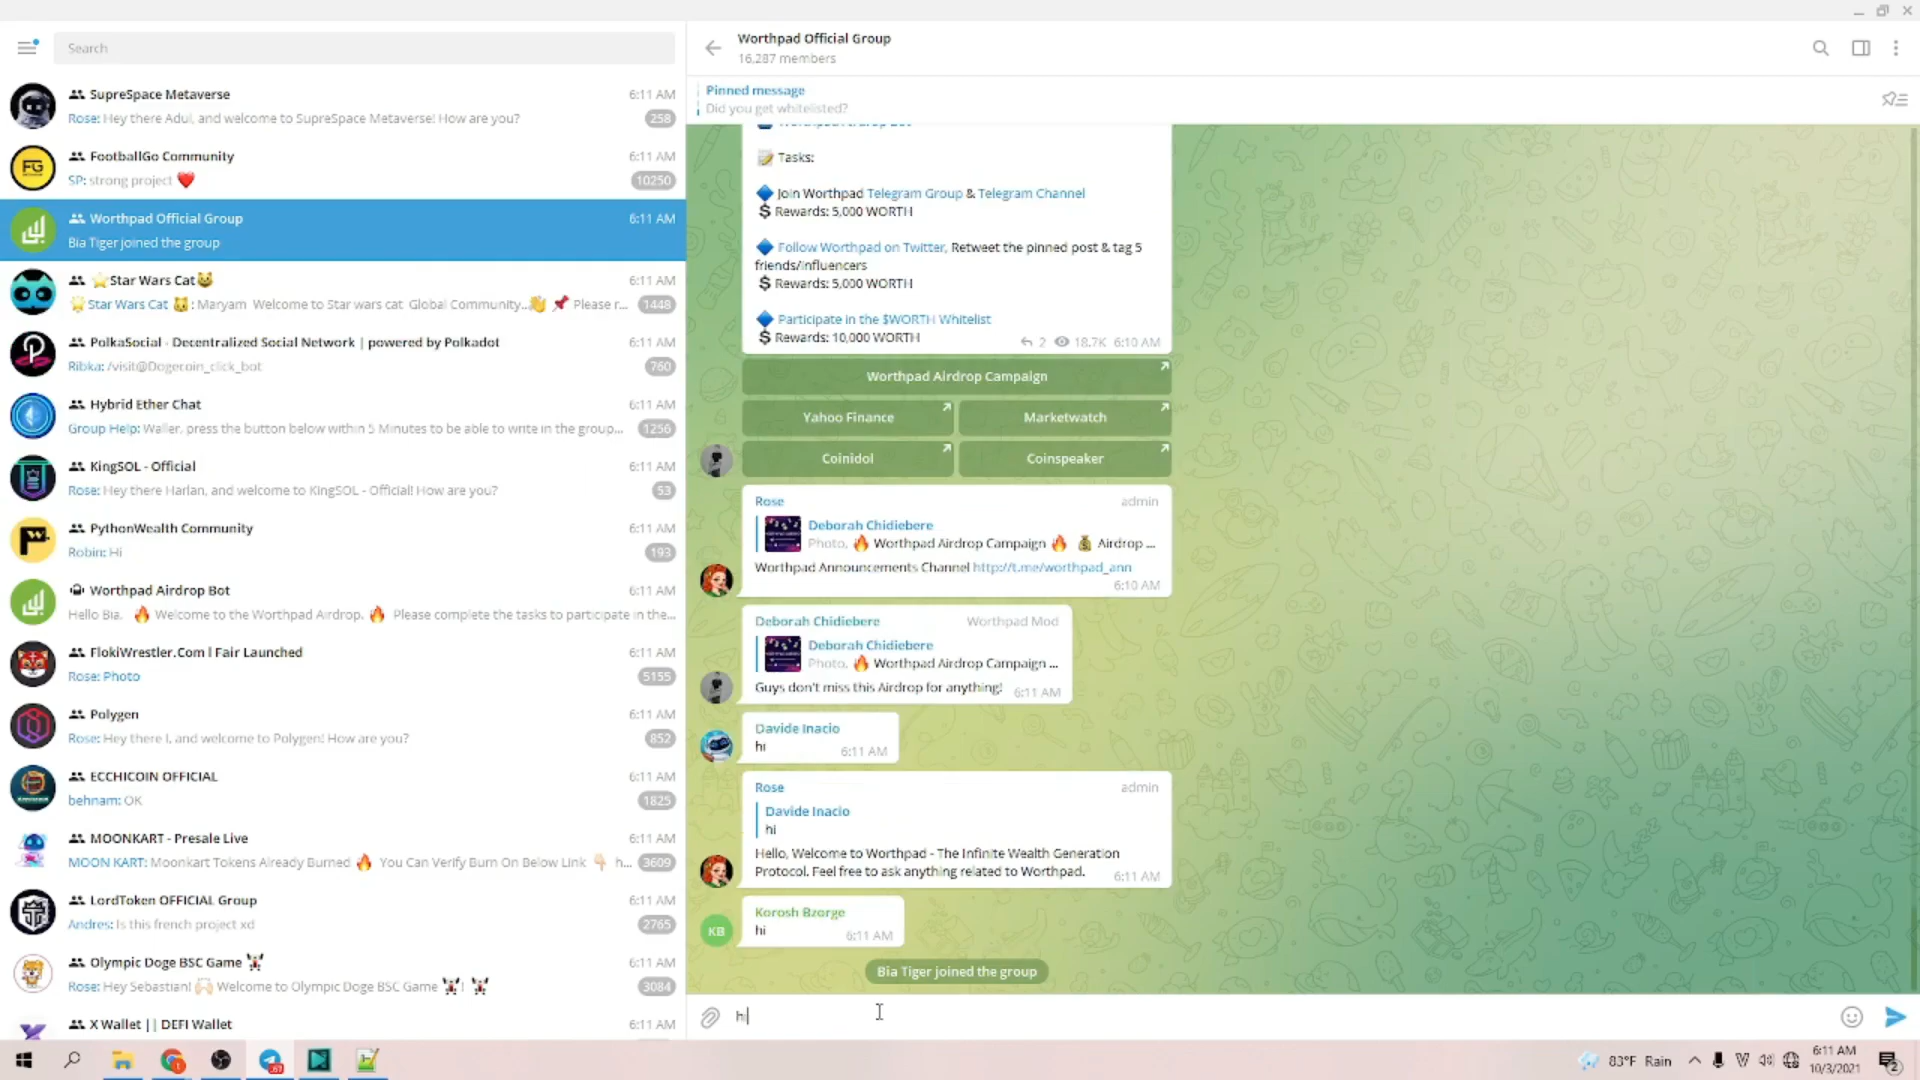 Search
SupreSpace Metaverse 6:11 AM
Rose: Hey there Adul, and welcome to SupreSpace Metaverse! How are you? 258
FG
FootballGo Community 6:11 AM
SP: strong project ❤️ 10250
Worthpad Official Group 6:11 AM
Bia Tiger joined the group
⭐Star Wars Cat😺 6:11 AM
🌟Star Wars Cat 🐱: Maryam Welcome to Star wars cat Global Community..👋 📌 Please r... 1448
PolkaSocial - Decentralized Social Network | powered by Polkadot 6:11 AM
Ribka: /visit@Dogecoin_click_bot 760
Hybrid Ether Chat 6:11 AM
Group Help: Waller, press the button below within 5 Minutes to be able to write in the group... 1256
KingSOL - Official 6:11 AM
Rose: Hey there Harlan, and welcome to KingSOL - Official! How are you? 53
PythonWealth Community 6:11 AM
Robin: Hi 193
Worthpad Airdrop Bot 6:11 AM
Hello Bia. 🔥 Welcome to the Worthpad Airdrop. 🔥 Please complete the tasks to participate in the...
FlokiWrestler.Com l Fair Launched 6:11 AM
Rose: Photo 5155
Polygen 6:11 AM
Rose: Hey there I, and welcome to Polygen! How are you? 852
ECCHICOIN OFFICIAL 6:11 AM
behnam: OK 1825
MOONKART - Presale Live 6:11 AM
MOON KART: Moonkart Tokens Already Burned 🔥 You Can Verify Burn On Below Link 👇🏻 h... 3609
LordToken OFFICIAL Group 6:11 AM
Andres: Is this french project xd 2765
Olympic Doge BSC Game 🏋️ 6:11 AM
Rose: Hey Sebastian! 🙌🏻 Welcome to Olympic Doge BSC Game 🏋️! 🏋️ 3084
X Wallet || DEFI Wallet 6:11 AM
Worthpad Official Group
16,287 members
Pinned message
Did you get whitelisted?
📝 Tasks:
🔷 Join Worthpad Telegram Group & Telegram Channel
💲 Rewards: 5,000 WORTH
🔷 Follow Worthpad on Twitter, Retweet the pinned post & tag 5
friends/influencers
💲 Rewards: 5,000 WORTH
🔷 Participate in the $WORTH Whitelist
💲 Rewards: 10,000 WORTH
2 18.7K 6:10 AM
Worthpad Airdrop Campaign
Yahoo Finance Marketwatch
Coinidol Coinspeaker
Rose admin
Deborah Chidiebere
Photo, 🔥 Worthpad Airdrop Campaign 🔥 💰 Airdrop ...
Worthpad Announcements Channel http://t.me/worthpad_ann
6:10 AM
Deborah Chidiebere Worthpad Mod
Deborah Chidiebere
Photo, 🔥 Worthpad Airdrop Campaign ...
Guys don't miss this Airdrop for anything! 6:11 AM
Davide Inacio
hi 6:11 AM
Rose admin
Davide Inacio
hi
Hello, Welcome to Worthpad - The Infinite Wealth Generation
Protocol. Feel free to ask anything related to Worthpad. 6:11 AM
KB
Korosh Bzorge
hi 6:11 AM
Bia Tiger joined the group
hi
83°F Rain
6:11 AM
10/3/2021
2